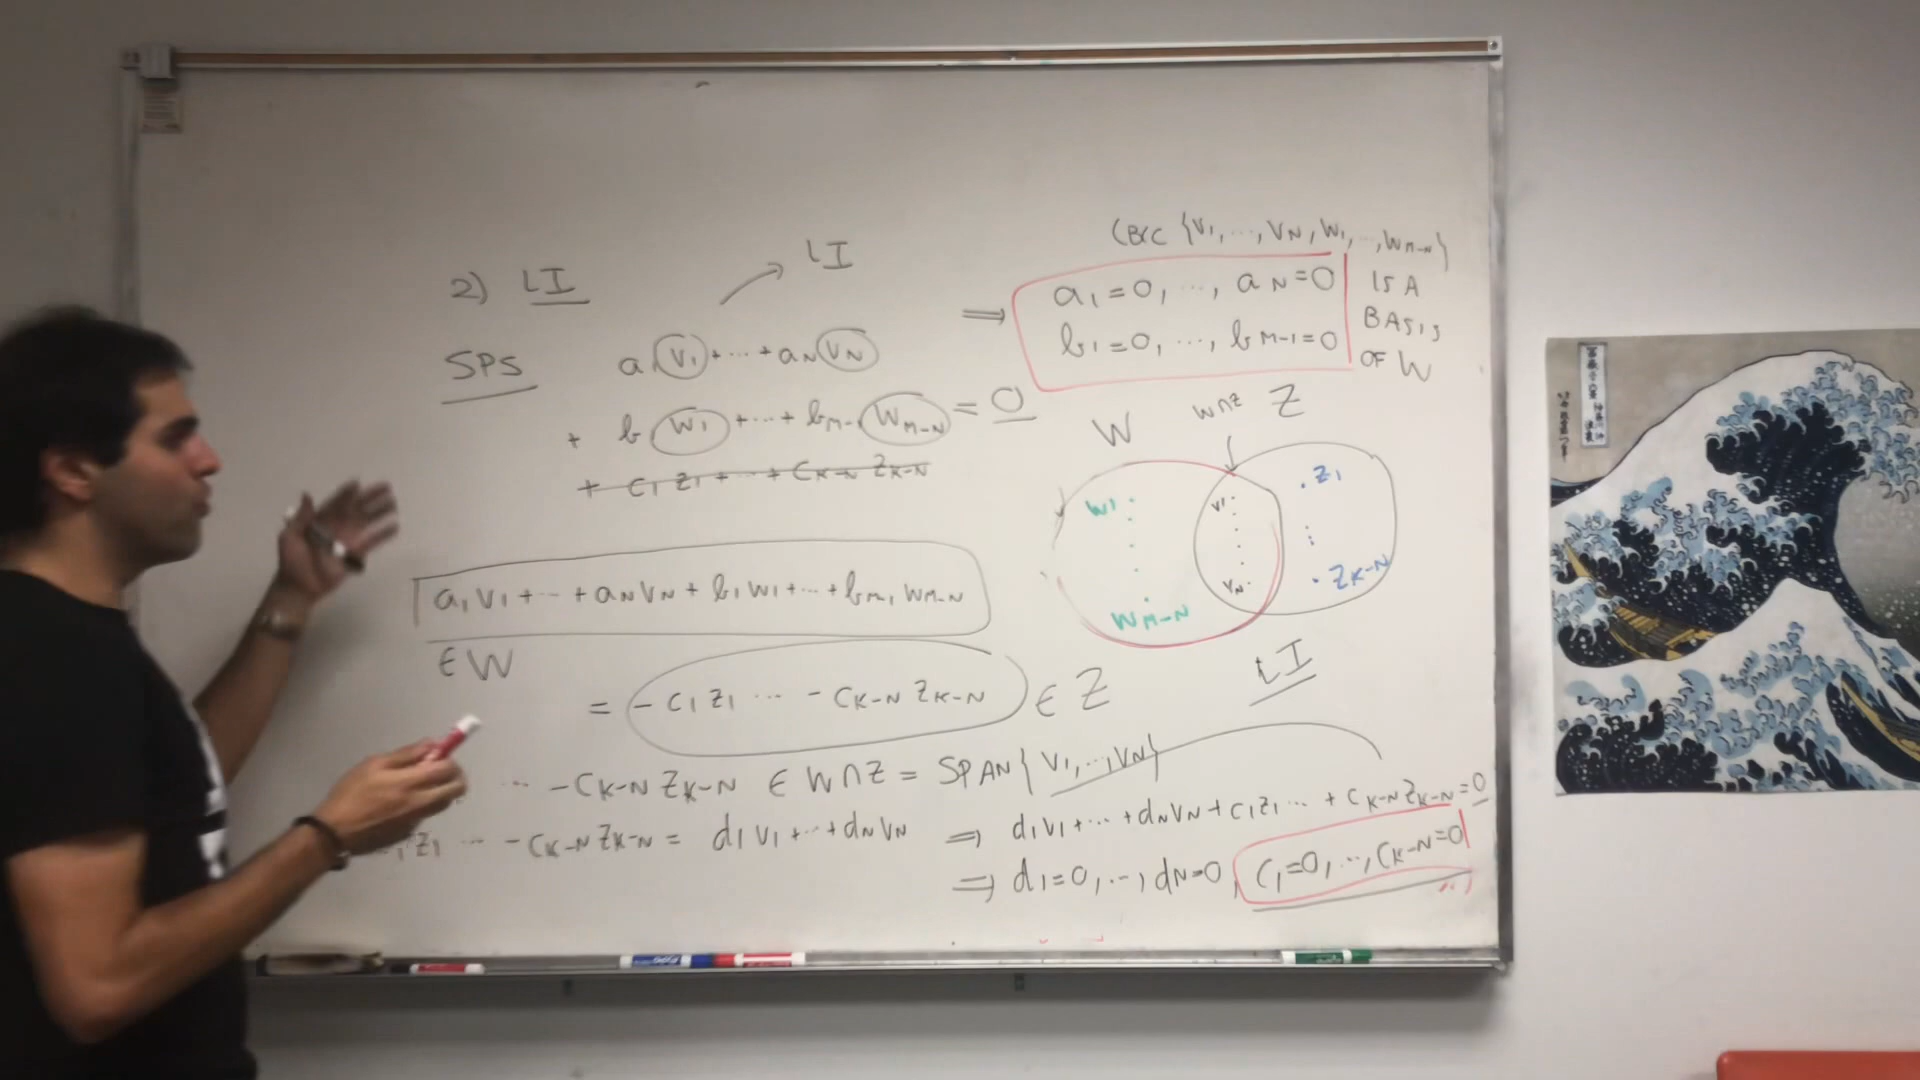 2) LI
LI
SPS a₁v₁+⋯+aₙvₙ
+ b w₁ +⋯+ bₘ₋ wₘ₋ₙ = 0
+ c₁z₁+⋯+cₖ₋ₙ zₖ₋ₙ
⟹ a₁=0, ⋯, aₙ=0
b₁=0, ⋯, bₘ₋₁=0
(B/C {v₁,⋯,vₙ,w₁,⋯,wₘ₋ₙ}
IS A
BASIS
OF W
W
W∩Z
Z
w₁
wₘ₋ₙ
v₁
vₙ
z₁
zₖ₋ₙ
LI
a₁v₁+⋯+aₙvₙ+b₁w₁+⋯+bₘ₋₁wₘ₋ₙ
∈ W
= -c₁z₁ ⋯ -cₖ₋ₙ zₖ₋ₙ ∈ Z
⋯ -cₖ₋ₙ zₖ₋ₙ ∈ W∩Z = SPAN{v₁,⋯,vₙ}
₁z₁ ⋯ -cₖ₋ₙ zₖ₋ₙ = d₁v₁+⋯+dₙvₙ ⟹ d₁v₁+⋯+dₙvₙ+c₁z₁⋯+cₖ₋ₙzₖ₋ₙ=0
⟹ d₁=0,⋯,dₙ=0, c₁=0,⋯,cₖ₋ₙ=0